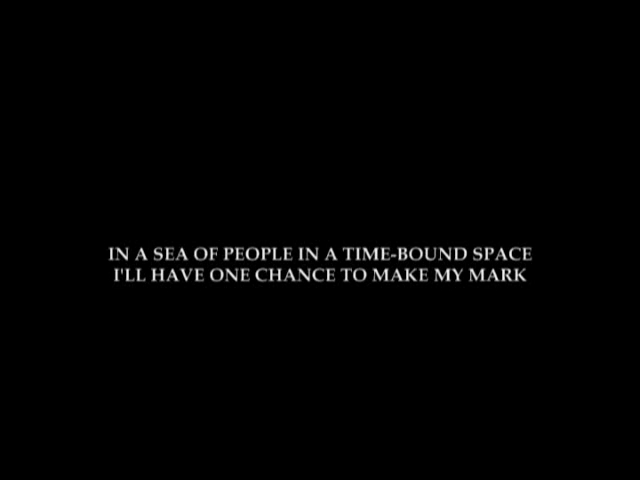 IN A SEA OF PEOPLE IN A TIME-BOUND SPACE
I'LL HAVE ONE CHANCE TO MAKE MY MARK